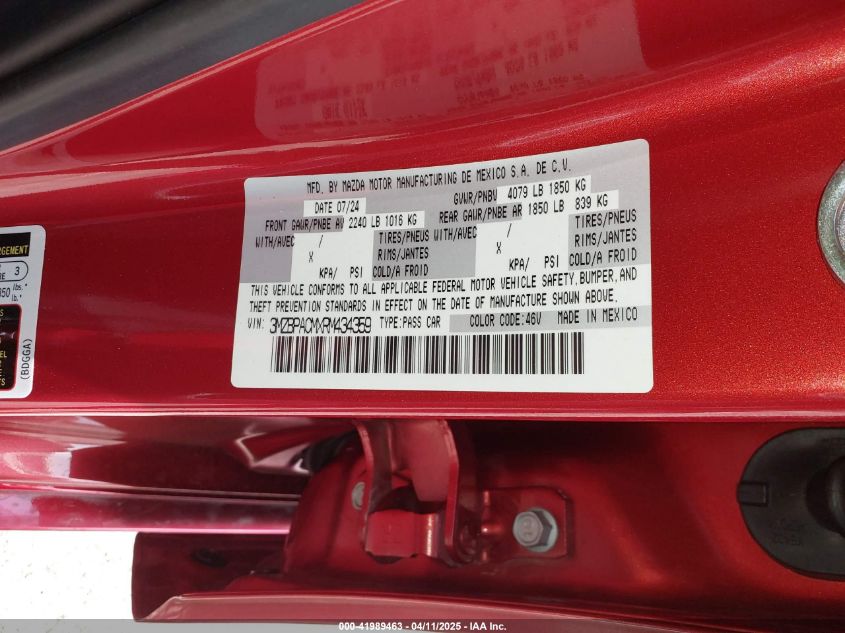 MFD. BY MAZDA MOTOR MANUFACTURING DE MEXICO S.A. DE C.V.
DATE 07/24 GVWR/PNBV 4079 LB 1850 KG
FRONT GAWR/PNBE AV 2240 LB 1016 KG REAR GAWR/PNBE AR 1850 LB 839 KG
WITH/AVEC / TIRES/PNEUS WITH/AVEC / TIRES/PNEUS
X RIMS/JANTES X RIMS/JANTES
KPA/ PSI COLD/A FROID KPA/ PSI COLD/A FROID
THIS VEHICLE CONFORMS TO ALL APPLICABLE FEDERAL MOTOR VEHICLE SAFETY, BUMPER, AND
THEFT PREVENTION STANDARDS IN EFFECT ON THE DATE OF MANUFACTURE SHOWN ABOVE.
VIN: 3MZBPACMXRM434359 TYPE:PASS CAR COLOR CODE:46V MADE IN MEXICO
3
lbs.
(BDGGA)
000-41989463 - 04/11/2025 - © IAA, Inc.